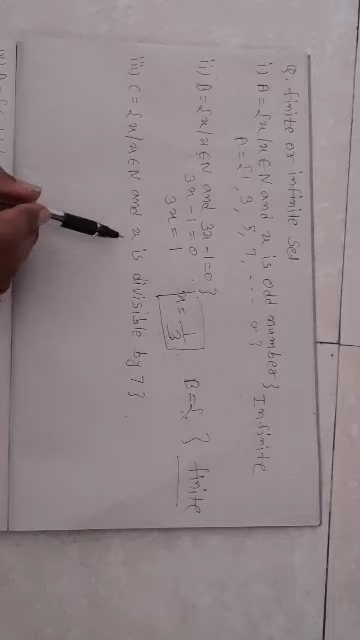 Q. finite or infinite set
i) A = {x/x ∈ N and x is odd number} Infinite
A = {1, 3, 5, 7, ---- ∞}
ii) B = {x/x ∈ N and 3x-1=0}
3x - 1 = 0
3x = 1
x = 1/3
B = { } finite
iii) C = {x/x ∈ N and x is divisible by 7}.